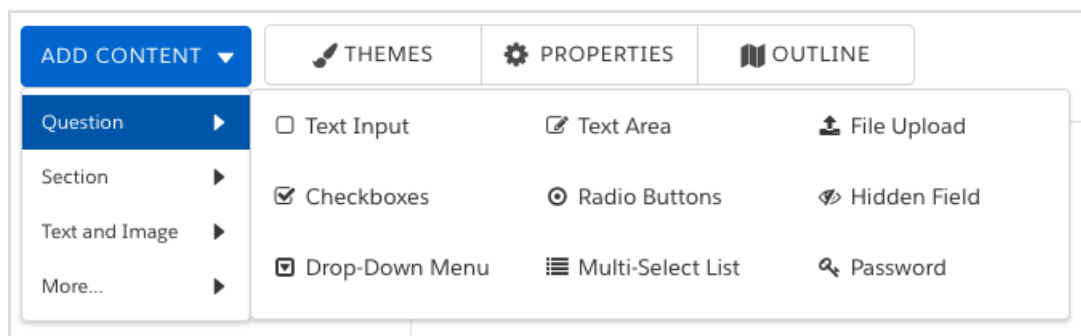 ADD CONTENT THEMES PROPERTIES OUTLINE
Question
Section
Text and Image
More...
Text Input Text Area File Upload
Checkboxes Radio Buttons Hidden Field
Drop-Down Menu Multi-Select List Password